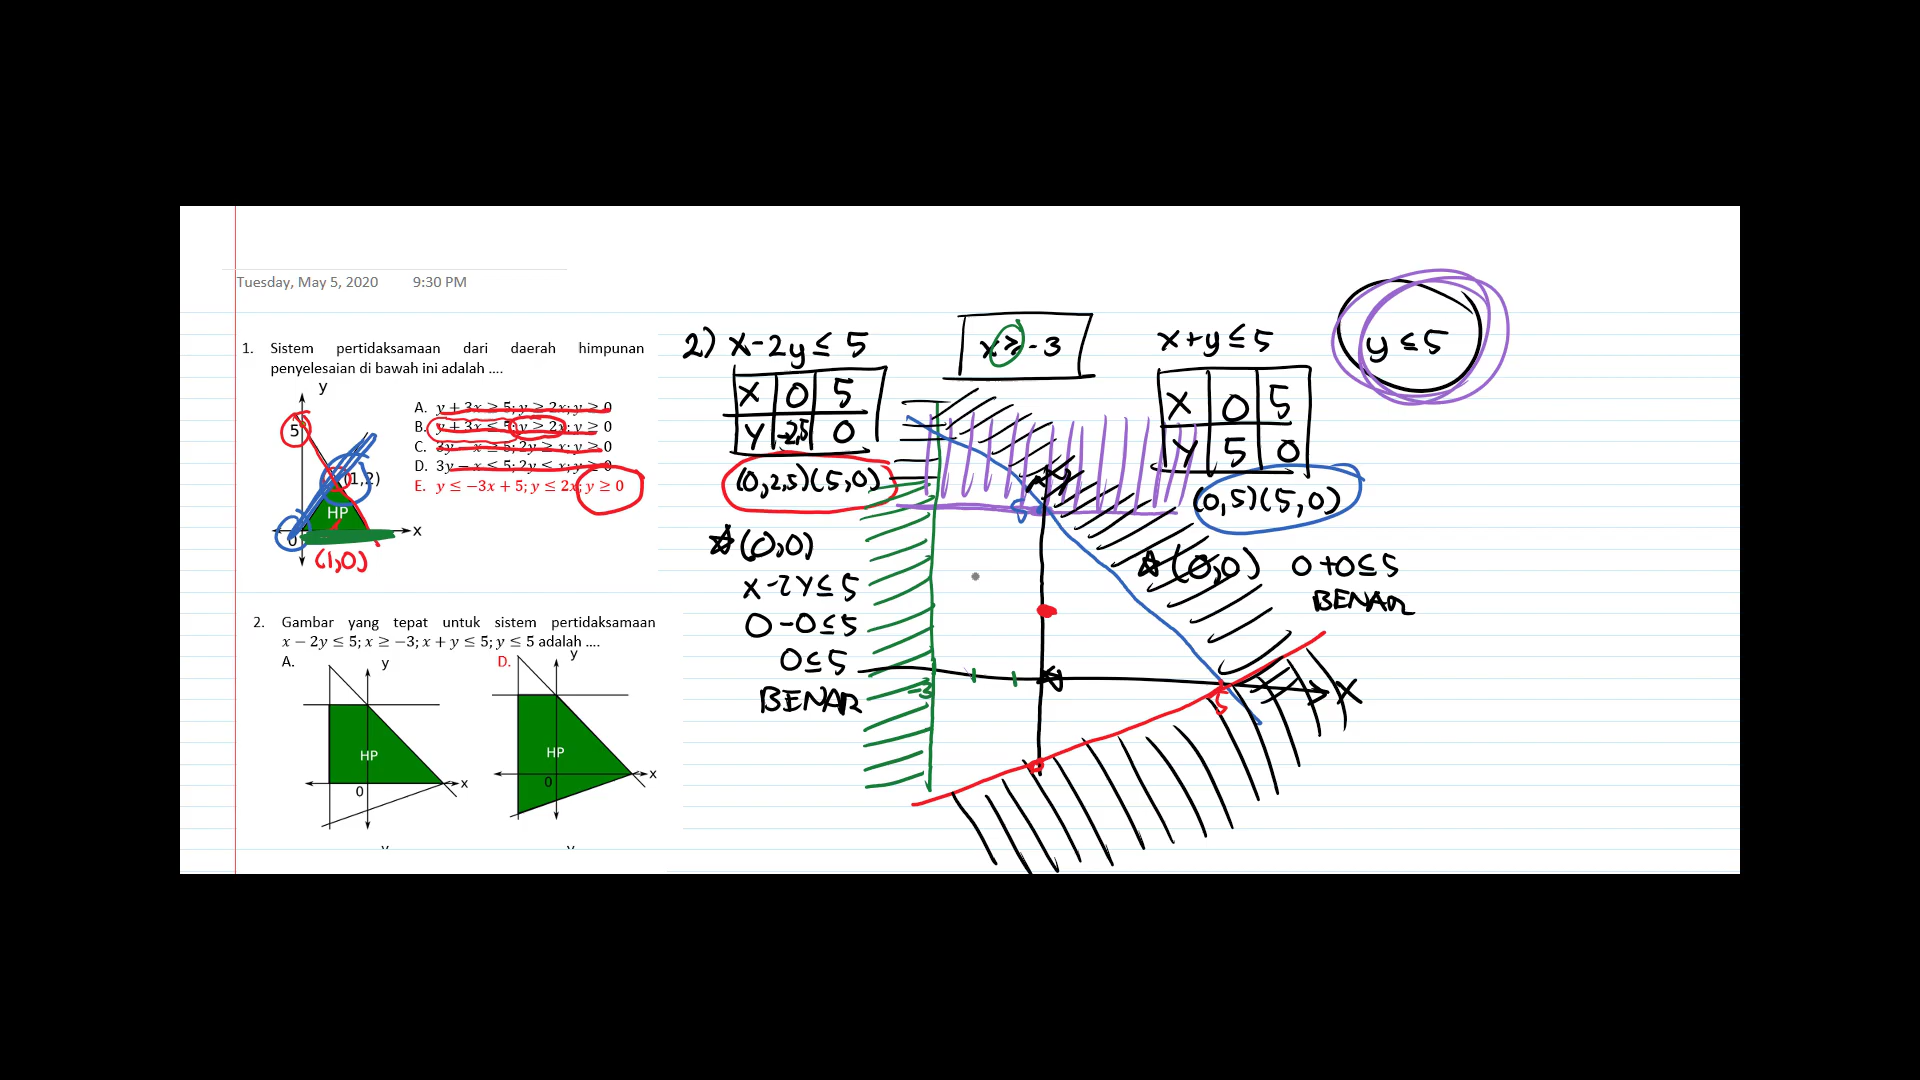 Tuesday, May 5, 2020 9:30 PM
1. Sistem pertidaksamaan dari daerah himpunan
penyelesaian di bawah ini adalah ....
y
5
(1,2)
HP
0
x
(1,0)
A. y + 3x ≥ 5; y ≥ 2x; y ≥ 0
B. y + 3x ≤ 5; y ≥ 2x; y ≥ 0
C. 3y − x ≥ 5; 2y ≥ x; y ≥ 0
D. 3y − x ≤ 5; 2y ≤ x; y ≥ 0
E. y ≤ −3x + 5; y ≤ 2x; y ≥ 0
2. Gambar yang tepat untuk sistem pertidaksamaan
x − 2y ≤ 5; x ≥ −3; x + y ≤ 5; y ≤ 5 adalah ....
A.
y
HP
0
x
D.
y
HP
0
x
2) x-2y ≤ 5
X 0 5
Y -2,5 0
(0,2,5)(5,0)
(0,0)
x-2y ≤ 5
0-0 ≤ 5
0 ≤ 5
BENAR
x ≥ -3
x+y ≤ 5
X 0 5
Y 5 0
(0,5)(5,0)
(0,0) 0+0 ≤ 5
BENAR
y ≤ 5
5
-3
5
X